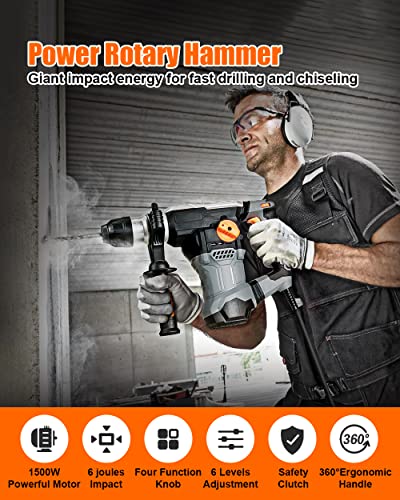 Power Rotary Hammer
Giant Impact energy for fast drilling and chiseling
1500W
Powerful Motor
6 joules
Impact
Four Function
Knob
6 Levels
Adjustment
Safety
Clutch
360°
360°Ergonomic
Handle